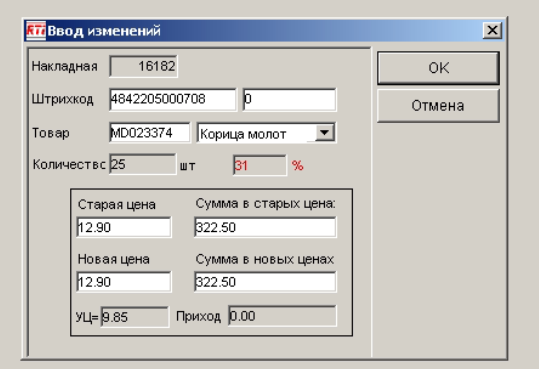 RTi Ввод изменений
Накладная 16182
OK
Штрихкод 4842205000708 0
Отмена
Товар MD023374 Корица молот
Количествс 25 шт 31 %
Старая цена Сумма в старых цена:
12.90 322.50
Новая цена Сумма в новых ценах
12.90 322.50
УЦ= 9.85 Приход 0.00